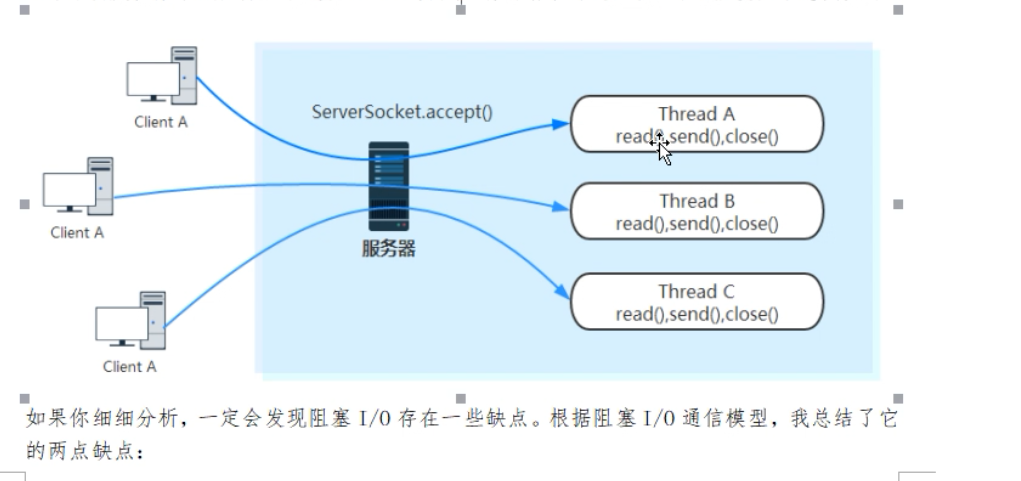 Client A
ServerSocket.accept()
Thread A
read(),send(),close()
Client A
服务器
Thread B
read(),send(),close()
Client A
Thread C
read(),send(),close()
如果你细细分析，一定会发现阻塞 I/O 存在一些缺点。根据阻塞 I/O 通信模型，我总结了它
的两点缺点：